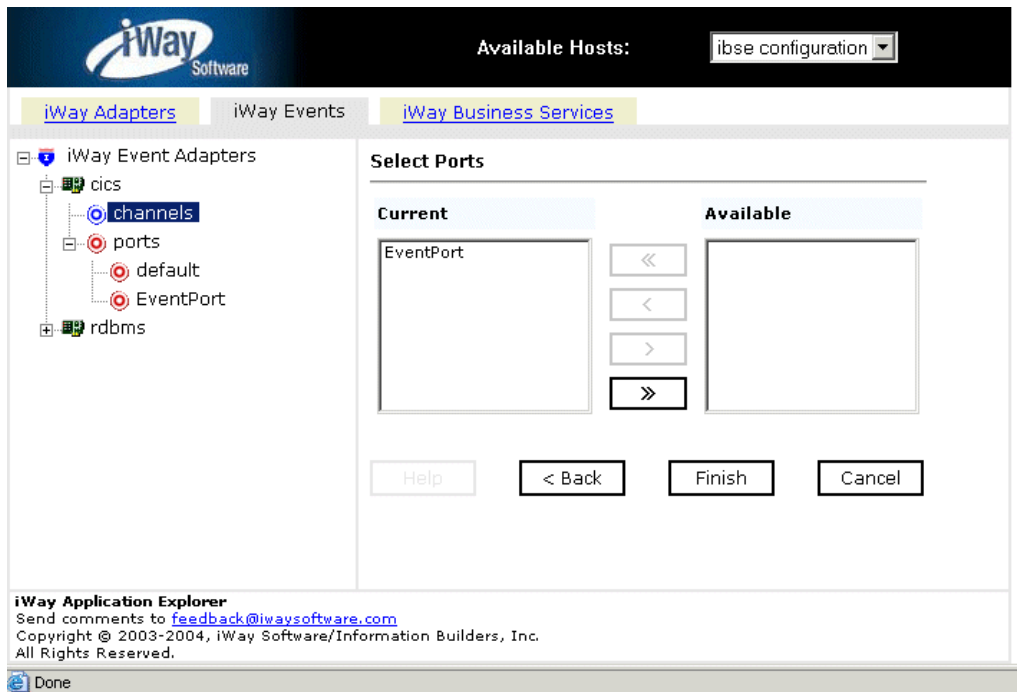 iWay
Software
Available Hosts:
ibse configuration
iWay Adapters
iWay Events
iWay Business Services
iWay Event Adapters
cics
channels
ports
default
EventPort
rdbms
Select Ports
Current
Available
EventPort
<<
<
>
>>
Help
< Back
Finish
Cancel
iWay Application Explorer
Send comments to feedback@iwaysoftware.com
Copyright © 2003-2004, iWay Software/Information Builders, Inc.
All Rights Reserved.
Done